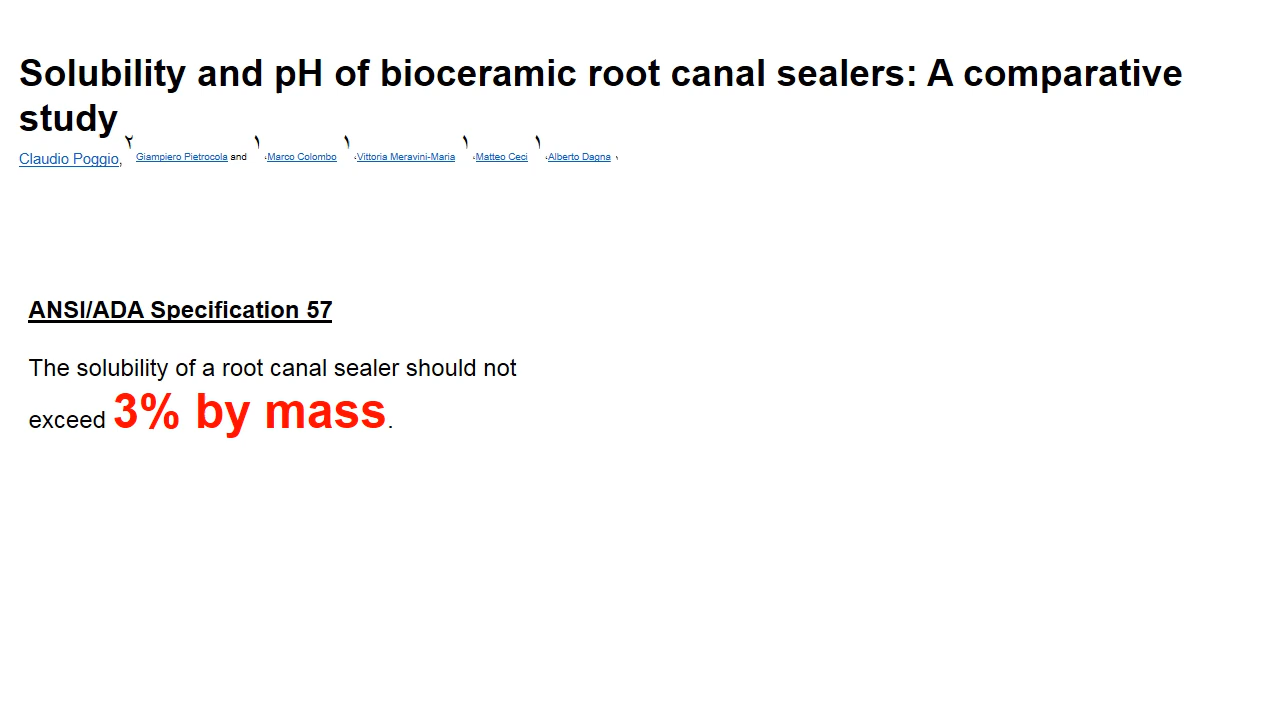 Solubility and pH of bioceramic root canal sealers: A comparative
study
Claudio Poggio, ٢ Giampiero Pietrocola and ١ ،Marco Colombo ١ ،Vittoria Meravini-Maria ١ ،Matteo Ceci ١ ،Alberto Dagna ١
ANSI/ADA Specification 57
The solubility of a root canal sealer should not
exceed 3% by mass.